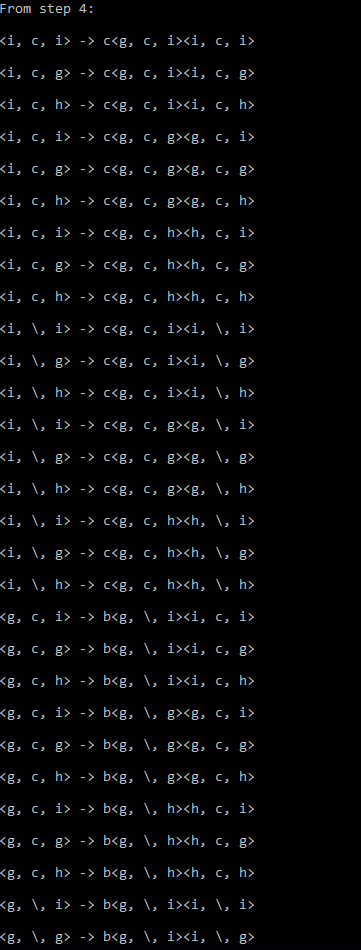 From step 4:
<i, c, i> -> c<g, c, i><i, c, i>
<i, c, g> -> c<g, c, i><i, c, g>
<i, c, h> -> c<g, c, i><i, c, h>
<i, c, i> -> c<g, c, g><g, c, i>
<i, c, g> -> c<g, c, g><g, c, g>
<i, c, h> -> c<g, c, g><g, c, h>
<i, c, i> -> c<g, c, h><h, c, i>
<i, c, g> -> c<g, c, h><h, c, g>
<i, c, h> -> c<g, c, h><h, c, h>
<i, \, i> -> c<g, c, i><i, \, i>
<i, \, g> -> c<g, c, i><i, \, g>
<i, \, h> -> c<g, c, i><i, \, h>
<i, \, i> -> c<g, c, g><g, \, i>
<i, \, g> -> c<g, c, g><g, \, g>
<i, \, h> -> c<g, c, g><g, \, h>
<i, \, i> -> c<g, c, h><h, \, i>
<i, \, g> -> c<g, c, h><h, \, g>
<i, \, h> -> c<g, c, h><h, \, h>
<g, c, i> -> b<g, \, i><i, c, i>
<g, c, g> -> b<g, \, i><i, c, g>
<g, c, h> -> b<g, \, i><i, c, h>
<g, c, i> -> b<g, \, g><g, c, i>
<g, c, g> -> b<g, \, g><g, c, g>
<g, c, h> -> b<g, \, g><g, c, h>
<g, c, i> -> b<g, \, h><h, c, i>
<g, c, g> -> b<g, \, h><h, c, g>
<g, c, h> -> b<g, \, h><h, c, h>
<g, \, i> -> b<g, \, i><i, \, i>
<g, \, g> -> b<g, \, i><i, \, g>